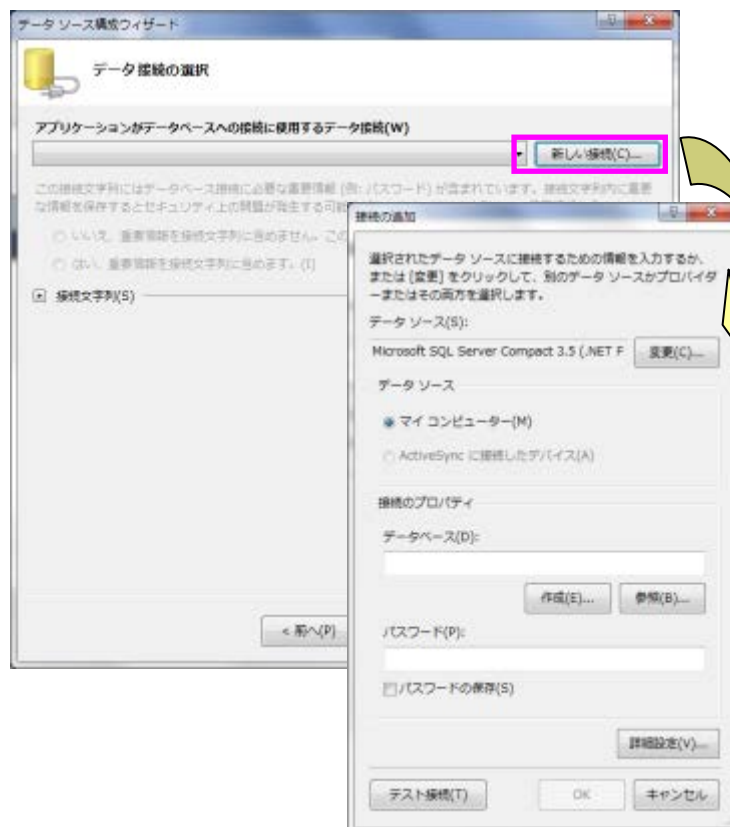 データ ソース構成ウィザード
データ接続の選択
アプリケーションがデータベースへの接続に使用するデータ接続(W)
新しい接続(C)...
この接続文字列にはデータベース接続に必要な重要情報 (例: パスワード) が含まれています。接続文字列内に重要
な情報を保存するとセキュリティ上の問題が発生する可能
いいえ、重要情報を接続文字列に含めません。この
はい、重要情報を接続文字列に含めます。(I)
接続文字列(S)
< 前へ(P)
接続の追加
選択されたデータ ソースに接続するための情報を入力するか、
または [変更] をクリックして、別のデータ ソースかプロバイダ
ーまたはその両方を選択します。
データ ソース(S):
Microsoft SQL Server Compact 3.5 (.NET F
変更(C)...
データ ソース
マイ コンピューター(M)
ActiveSync に接続したデバイス(A)
接続のプロパティ
データベース(D):
作成(E)...
参照(B)...
パスワード(P):
パスワードの保存(S)
詳細設定(V)...
テスト接続(T)
OK
キャンセル